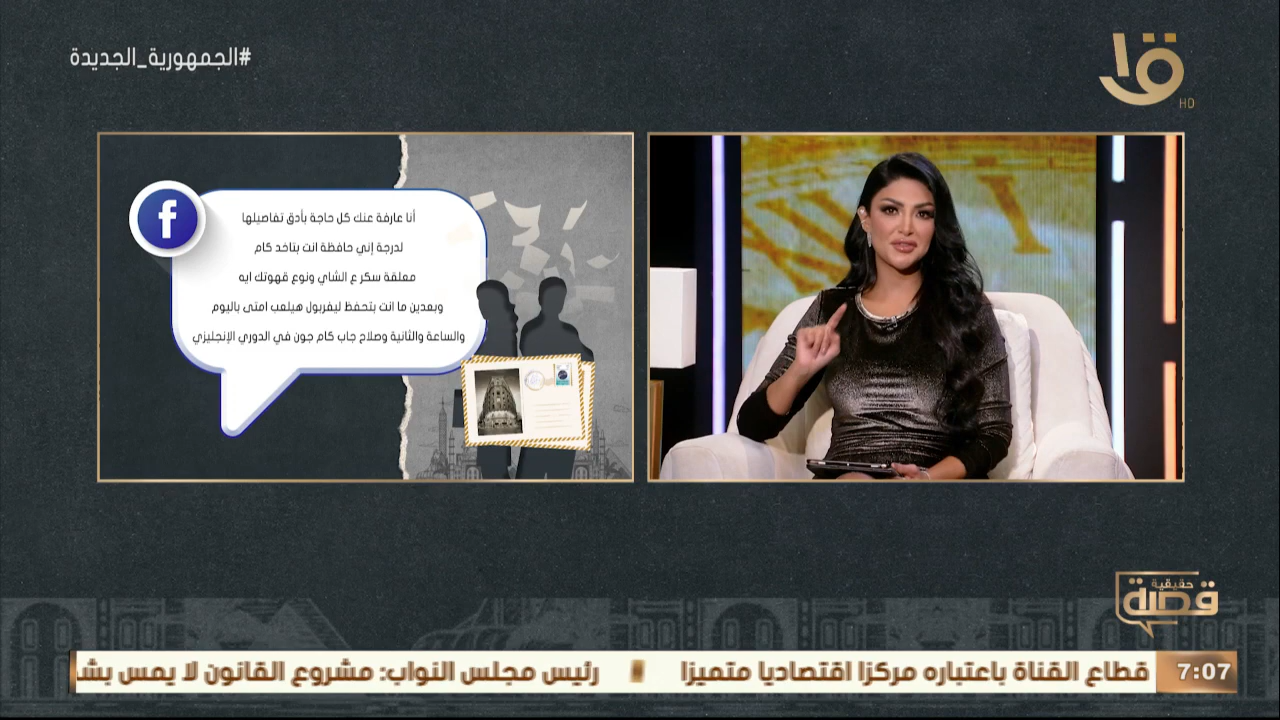 #الجمهورية_الجديدة
HD
أنا عارفة عنك كل حاجة بأدق تفاصيلها
لدرجة إني حافظة انت بتاخد كام
معلقة سكر ع الشاي ونوع قهوتك ايه
وبعدين ما انت بتحفظ ليفربول هيلعب امتى باليوم
والساعة والثانية وصلاح جاب كام جون في الدوري الإنجليزي
قصة
حقيقية
7:07
قطاع القناة باعتباره مركزا اقتصاديا متميزا
رئيس مجلس النواب: مشروع القانون لا يمس بشـ